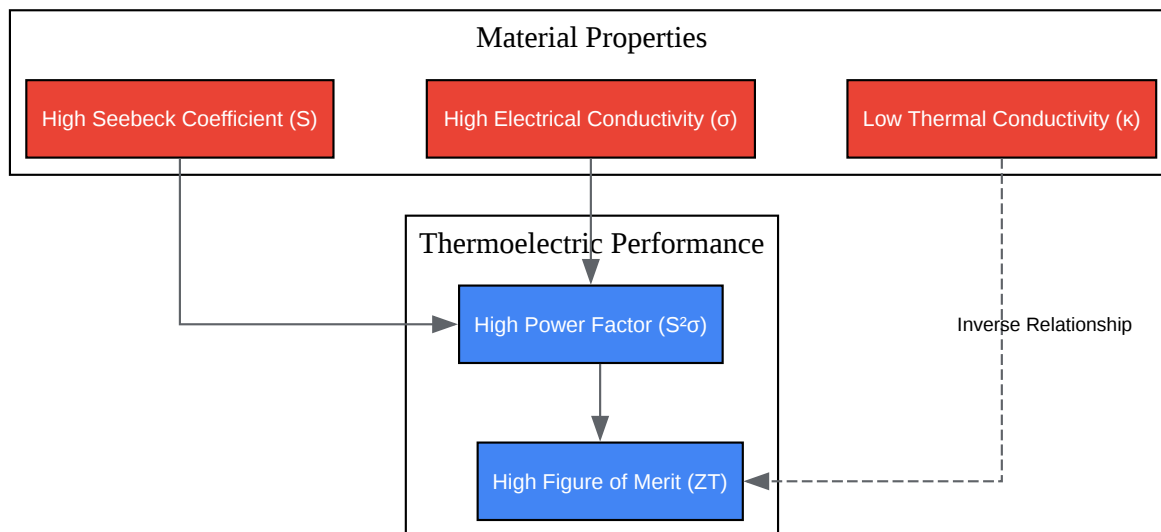 Material Properties
High Seebeck Coefficient (S)
High Electrical Conductivity (σ)
Low Thermal Conductivity (κ)
Thermoelectric Performance
High Power Factor (S²σ)
Inverse Relationship
High Figure of Merit (ZT)